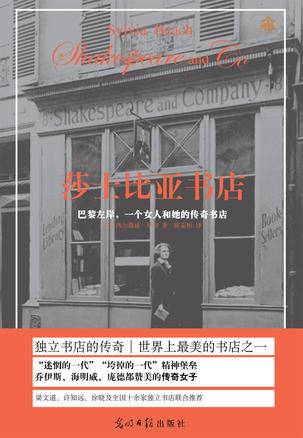 Sylvia Beach
Shakespeare and Co
Shakespeare and Company
莎士比亚书店
巴黎左岸，一个女人和她的传奇书店
Lending
Library
Book
Sellers
独立书店的传奇｜世界上最美的书店之一
“迷惘的一代”“垮掉的一代”精神堡垒
乔伊斯、海明威、庞德都赞美的传奇女子
梁文道、许知远、徐晓及全国十余家独立书店联合推荐
光明日报出版社